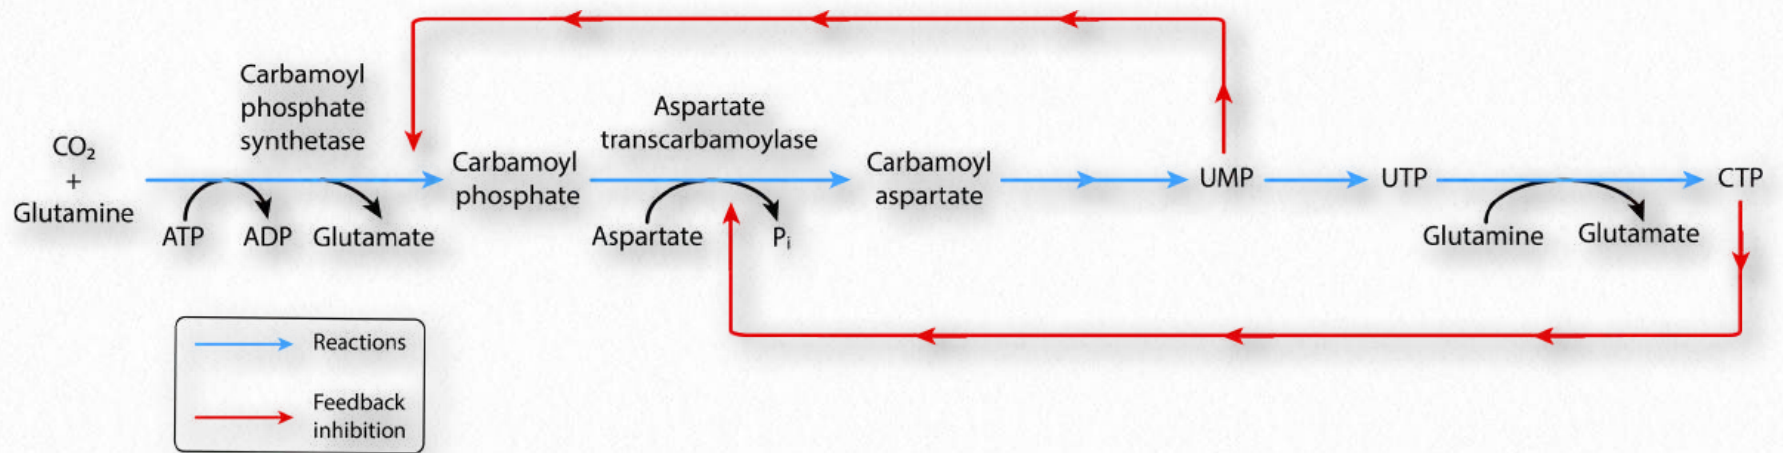 Carbamoyl
phosphate
synthetase
Aspartate
transcarbamoylase
CO₂
+
Glutamine
Carbamoyl
phosphate
Carbamoyl
aspartate
UMP
UTP
CTP
ATP
ADP
Glutamate
Aspartate
Pᵢ
Glutamine
Glutamate
Reactions
Feedback
inhibition